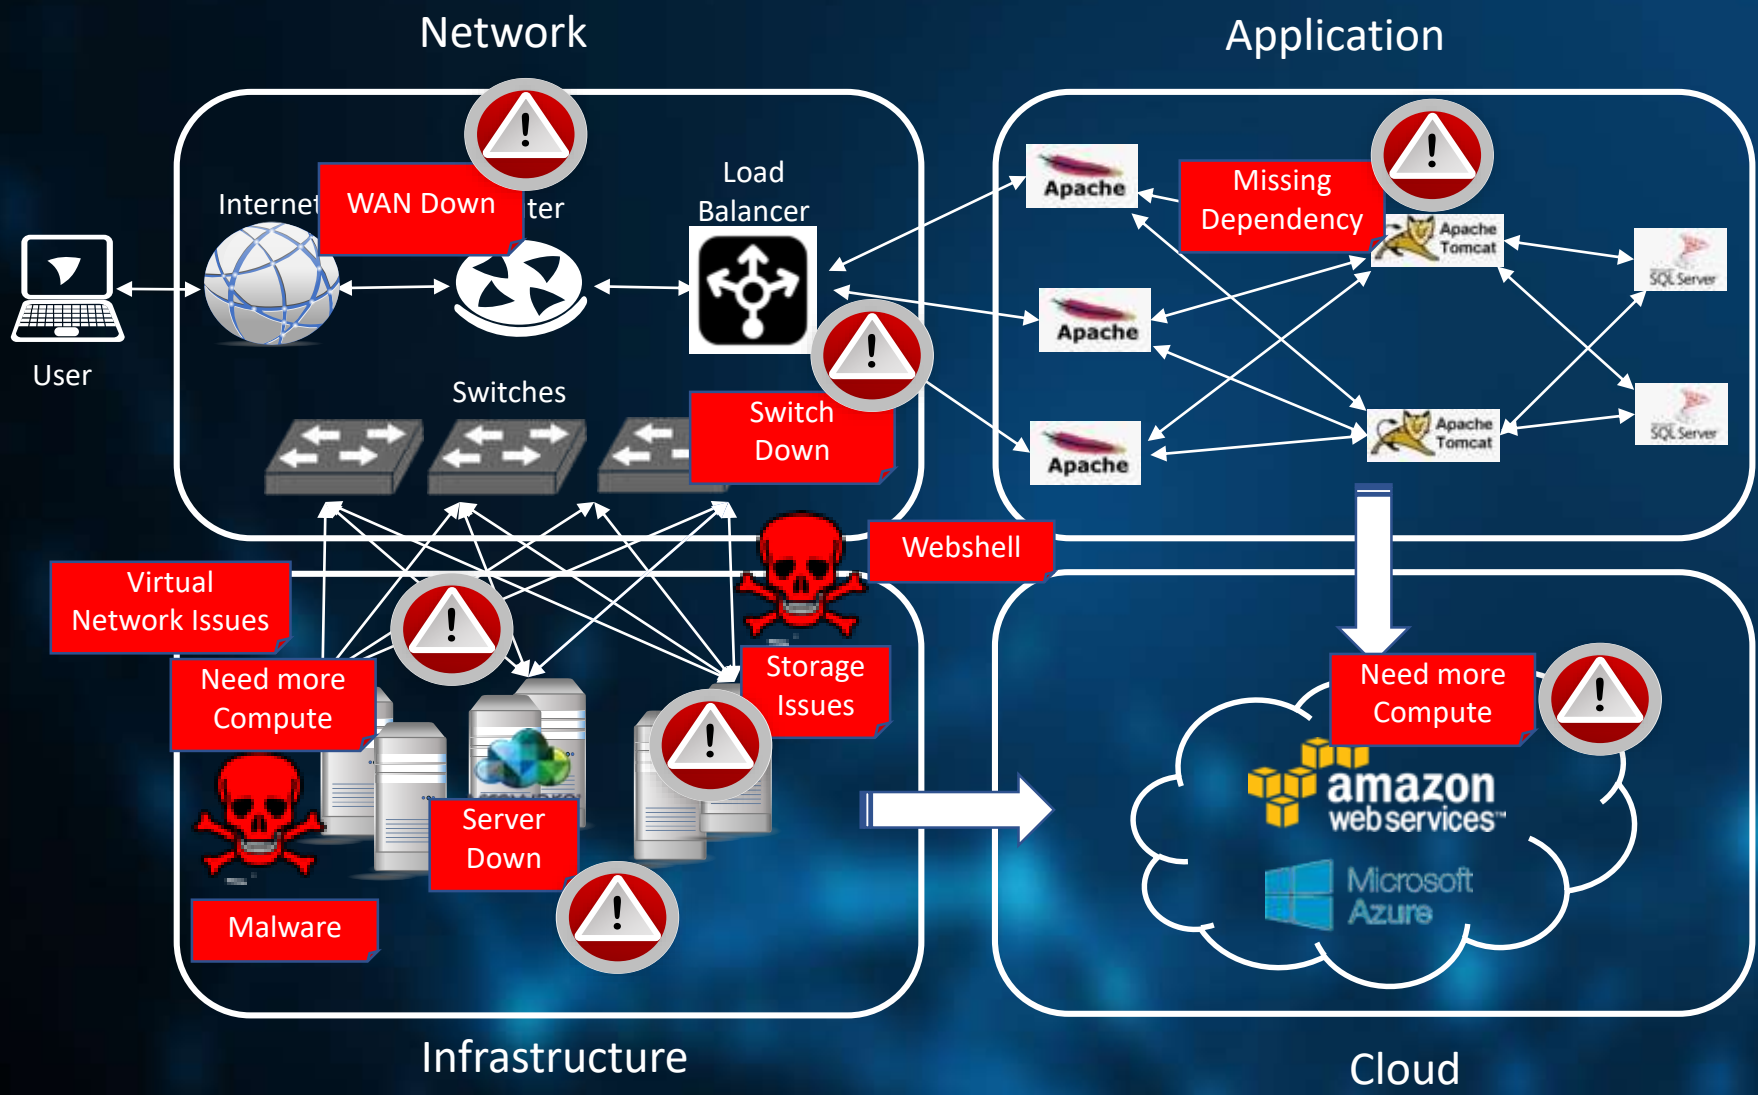 Network
Application
Internet
WAN Down
ter
Load
Balancer
User
Switches
Switch
Down
Apache
Apache
Apache
Missing
Dependency
Apache
Tomcat
Apache
Tomcat
SQL Server
SQL Server
Webshell
Virtual
Network Issues
Need more
Compute
Storage
Issues
Server
Down
Malware
Need more
Compute
amazon
web services™
Microsoft
Azure
Infrastructure
Cloud